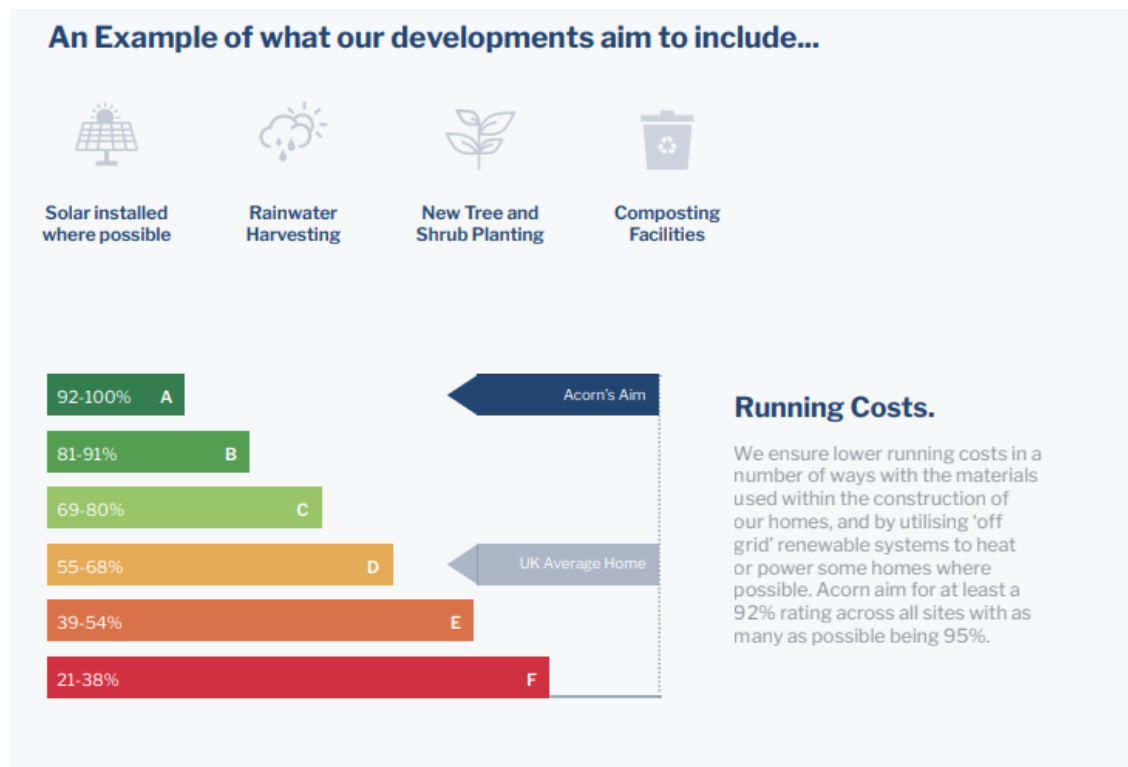 An Example of what our developments aim to include...
Solar installed
where possible
Rainwater
Harvesting
New Tree and
Shrub Planting
Composting
Facilities
92-100% A
Acorn's Aim
81-91% B
69-80% C
55-68% D
UK Average Home
39-54% E
21-38% F
Running Costs.
We ensure lower running costs in a
number of ways with the materials
used within the construction of
our homes, and by utilising ‘off
grid’ renewable systems to heat
or power some homes where
possible. Acorn aim for at least a
92% rating across all sites with as
many as possible being 95%.